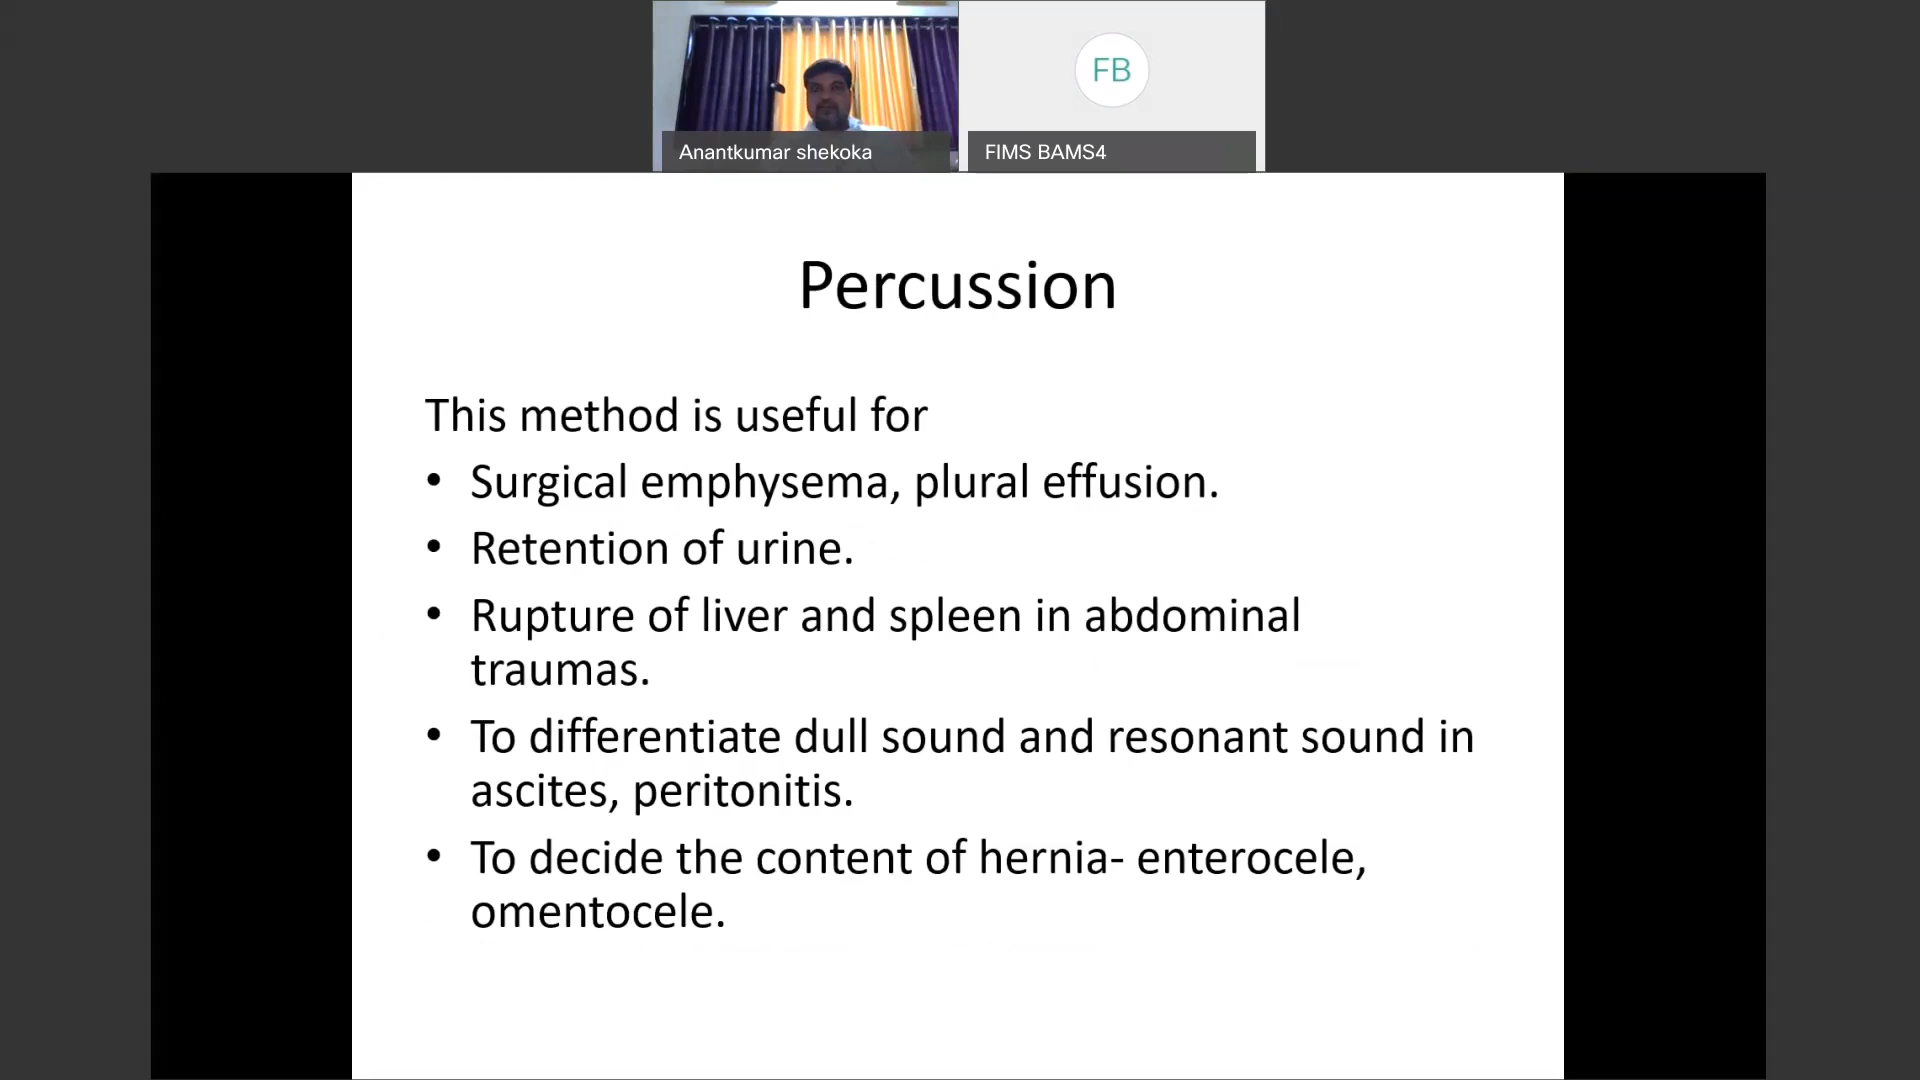 FB
Anantkumar shekoka
FIMS BAMS4
Percussion
This method is useful for
• Surgical emphysema, plural effusion.
• Retention of urine.
• Rupture of liver and spleen in abdominal
traumas.
• To differentiate dull sound and resonant sound in
ascites, peritonitis.
• To decide the content of hernia- enterocele,
omentocele.